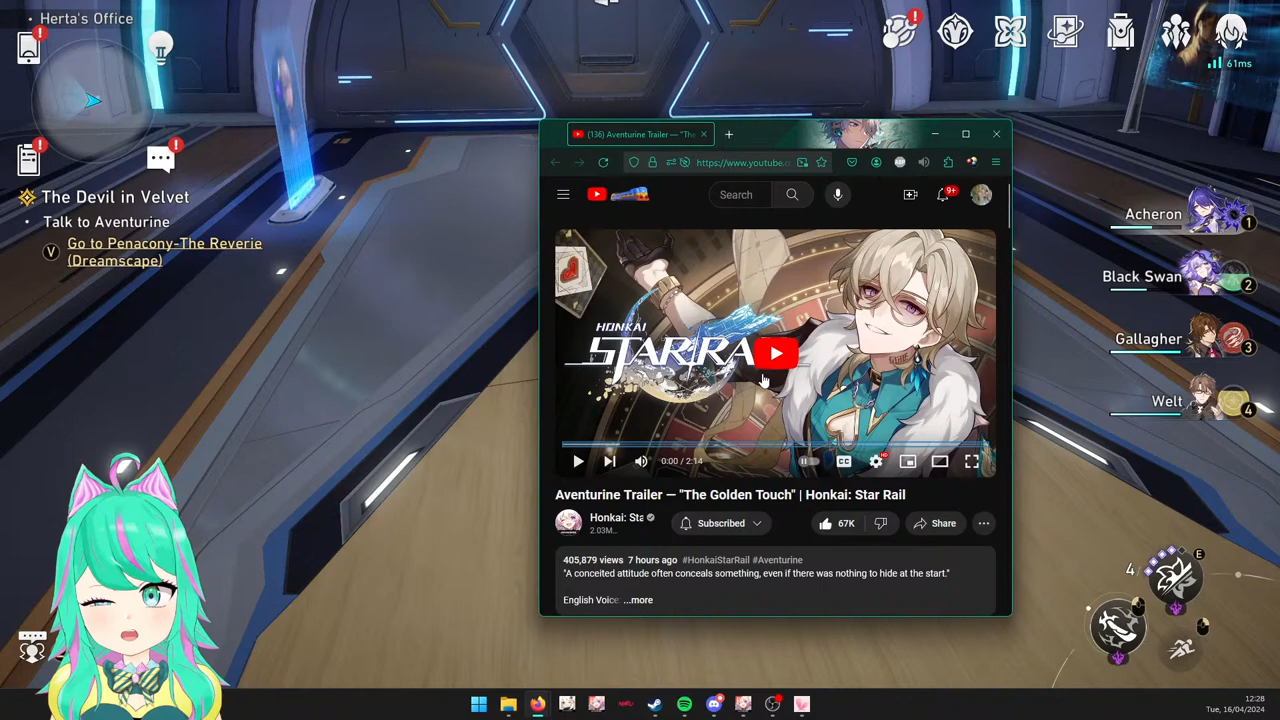 Herta's Office
61ms
The Devil in Velvet
Talk to Aventurine
V
Go to Penacony-The Reverie
(Dreamscape)
(136) Aventurine Trailer — "The
https://www.youtube.c
Search
9+
HONKAI
STAR RA
0:00 / 2:14
CC
HD
Aventurine Trailer — "The Golden Touch" | Honkai: Star Rail
Honkai: Sta
2.03M...
Subscribed
67K
Share
405,879 views 7 hours ago #HonkaiStarRail #Aventurine
"A conceited attitude often conceals something, even if there was nothing to hide at the start."
English Voice: ...more
Acheron
1
Black Swan
2
Gallagher
3
Welt
4
4
E
12:28
Tue, 16/04/2024